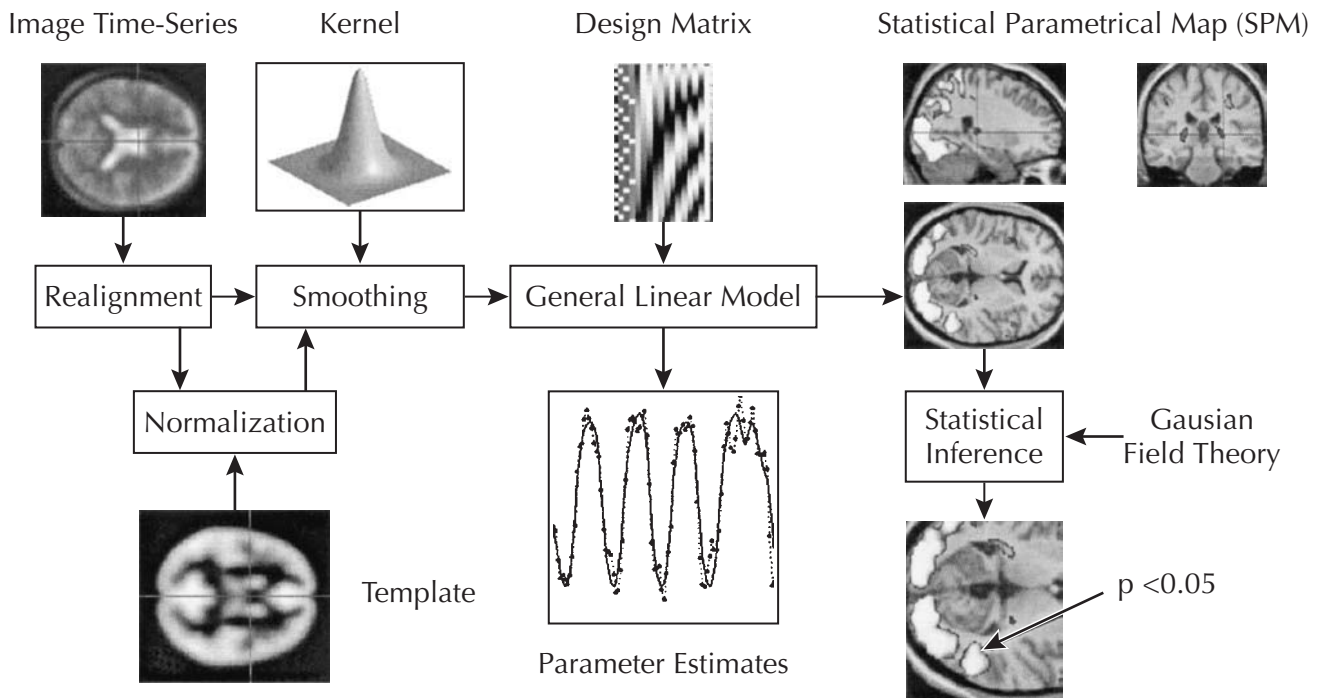 Image Time-Series
Kernel
Design Matrix
Statistical Parametrical Map (SPM)
Realignment
Smoothing
General Linear Model
Normalization
Statistical
Inference
Gausian
Field Theory
Template
p <0.05
Parameter Estimates